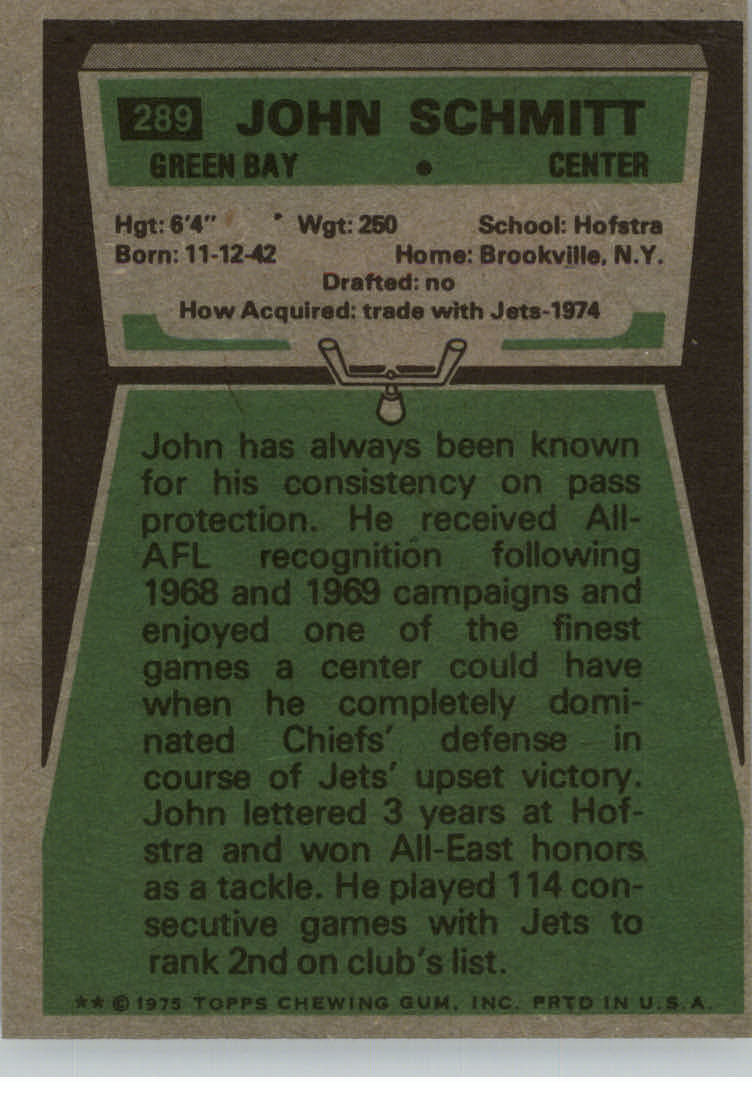 289 JOHN SCHMITT
GREEN BAY • CENTER
Hgt: 6'4" Wgt: 250 School: Hofstra
Born: 11-12-42 Home: Brookville, N.Y.
Drafted: no
How Acquired: trade with Jets-1974
John has always been known
for his consistency on pass
protection. He received All-
AFL recognition following
1968 and 1969 campaigns and
enjoyed one of the finest
games a center could have
when he completely domi-
nated Chiefs' defense in
course of Jets' upset victory.
John lettered 3 years at Hof-
stra and won All-East honors
as a tackle. He played 114 con-
secutive games with Jets to
rank 2nd on club's list.
** © 1975 TOPPS CHEWING GUM, INC. PRTD IN U.S.A.